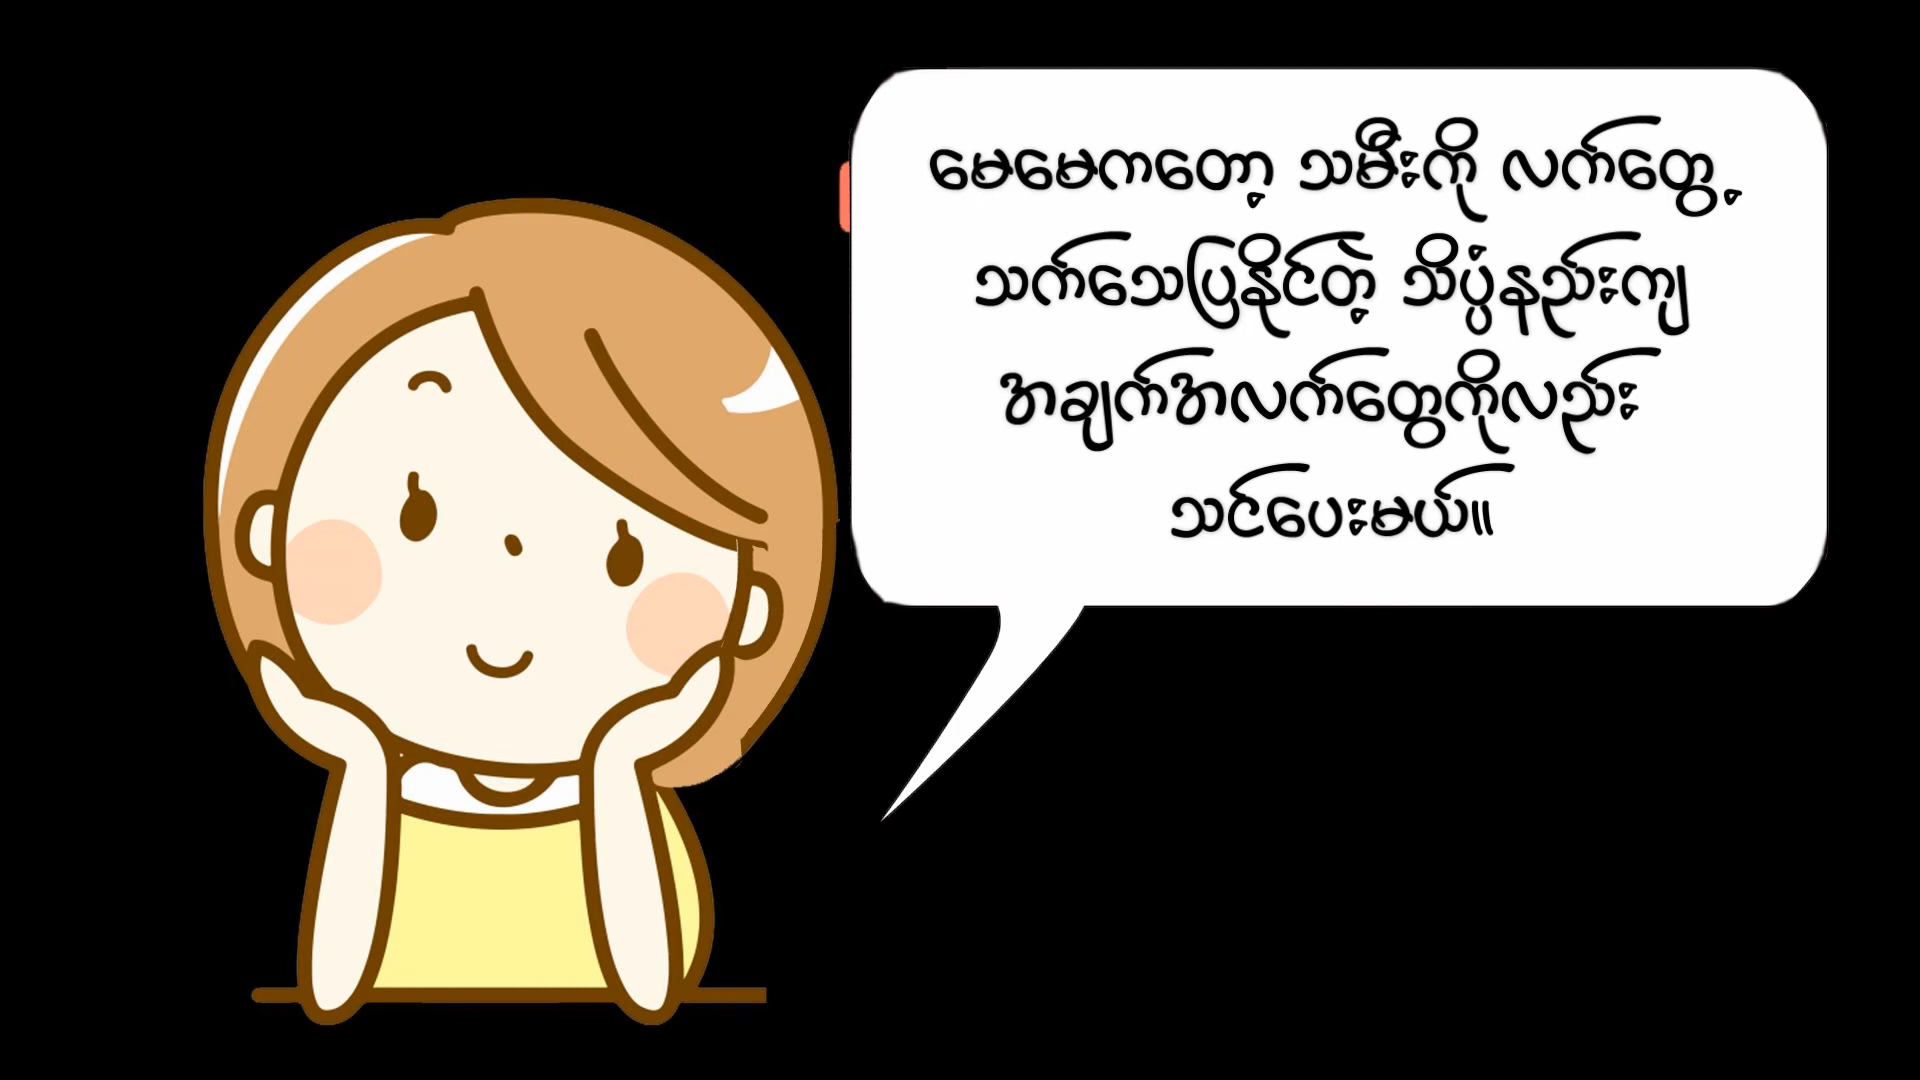 မေမေကတော့ သမီးကို လက်တွေ့
သက်သေပြနိုင်တဲ့ သိပ္ပံနည်းကျ
အချက်အလက်တွေကိုလည်း
သင်ပေးမယ်။